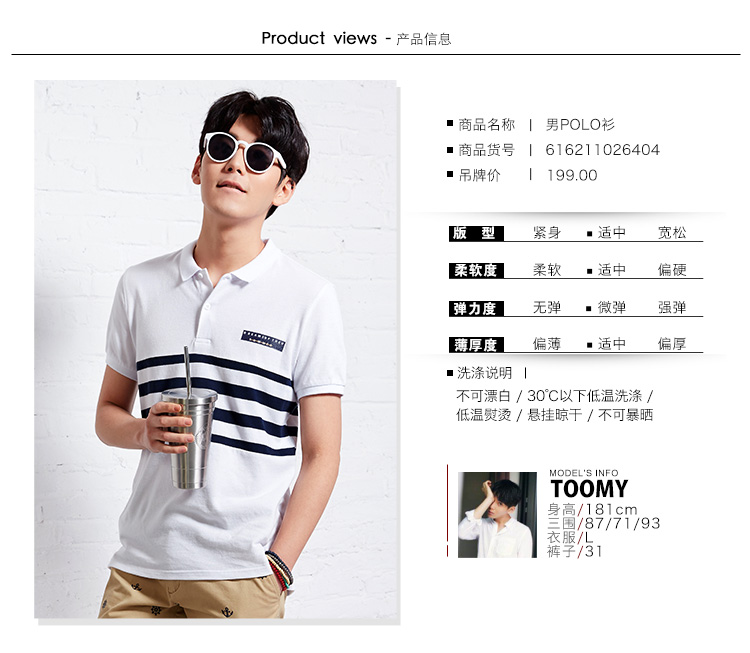 Product views - 产品信息
■ 商品名称 | 男POLO衫
■ 商品货号 | 616211026404
■ 吊牌价 | 199.00
版 型 紧身 ■ 适中 宽松
柔软度 柔软 ■ 适中 偏硬
弹力度 无弹 ■ 微弹 强弹
薄厚度 偏薄 ■ 适中 偏厚
■ 洗涤说明 |
不可漂白 / 30℃以下低温洗涤 /
低温熨烫 / 悬挂晾干 / 不可暴晒
MODEL'S INFO
TOOMY
身高/181cm
三围/87/71/93
衣服/L
裤子/31